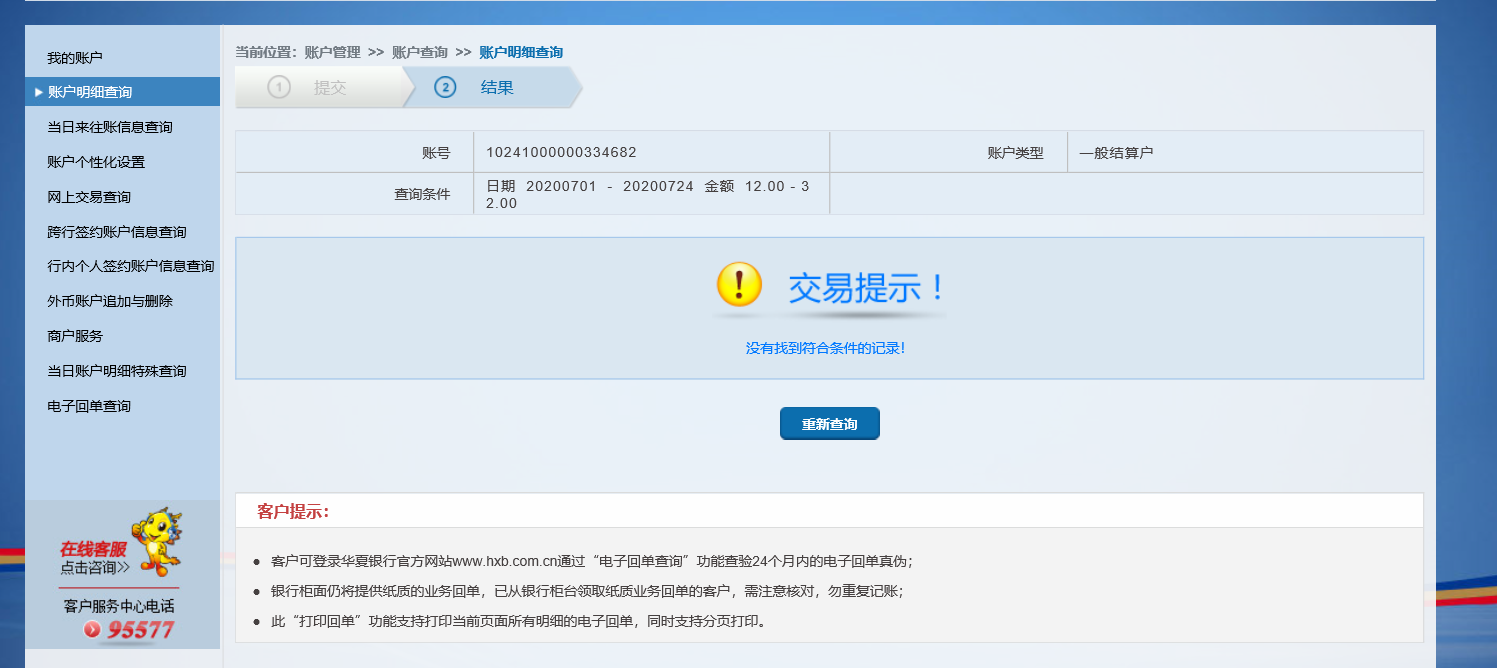 我的账户
账户明细查询
当日来往账信息查询
账户个性化设置
网上交易查询
跨行签约账户信息查询
行内个人签约账户信息查询
外币账户追加与删除
商户服务
当日账户明细特殊查询
电子回单查询
在线客服
点击咨询>>
客户服务中心电话
95577
当前位置：账户管理 >> 账户查询 >> 账户明细查询
1 提交 2 结果
账号 10241000000334682 账户类型 一般结算户
查询条件 日期 20200701 - 20200724 金额 12.00 - 3
2.00
! 交易提示！
没有找到符合条件的记录!
重新查询
客户提示：
● 客户可登录华夏银行官方网站www.hxb.com.cn通过“电子回单查询”功能查验24个月内的电子回单真伪；
● 银行柜面仍将提供纸质的业务回单，已从银行柜台领取纸质业务回单的客户，需注意核对，勿重复记账；
● 此“打印回单”功能支持打印当前页面所有明细的电子回单，同时支持分页打印。